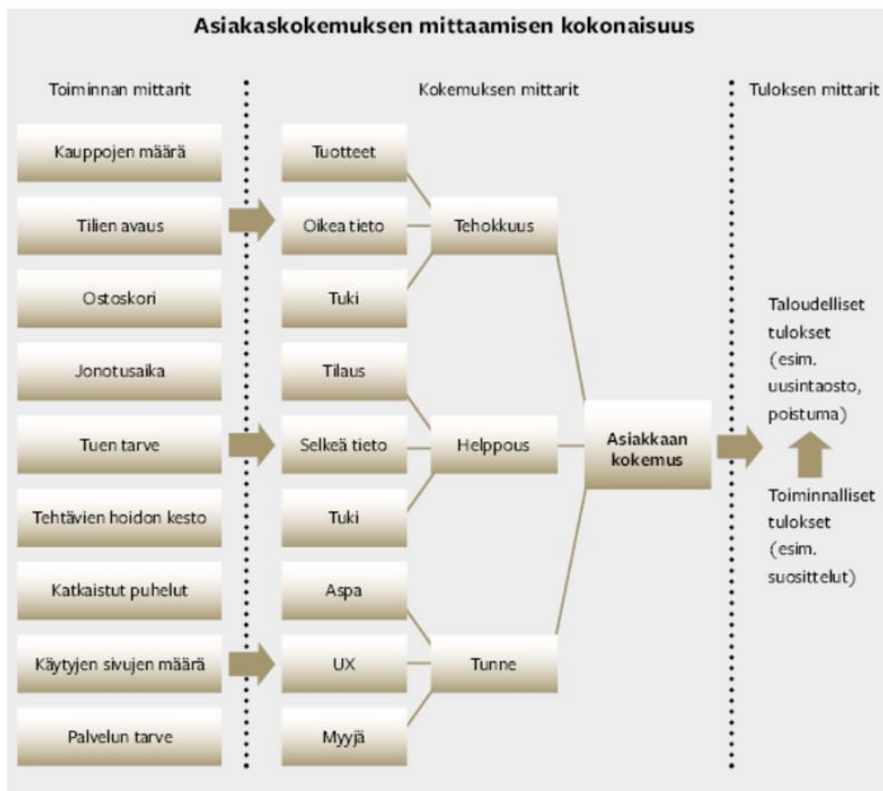 Asiakaskokemuksen mittaamisen kokonaisuus
Toiminnan mittarit
Kauppojen määrä
Tilien avaus
Ostoskori
Jonotusaika
Tuen tarve
Tehtävien hoidon kesto
Katkaistut puhelut
Käytyjen sivujen määrä
Palvelun tarve
Kokemuksen mittarit
Tuotteet
Oikea tieto
Tuki
Tilaus
Selkeä tieto
Tuki
Aspa
UX
Myyjä
Tehokkuus
Helppous
Tunne
Asiakkaan
kokemus
Tuloksen mittarit
Taloudelliset
tulokset
(esim.
uusintaosto,
poistuma)
Toiminnalliset
tulokset
(esim.
suosittelut)